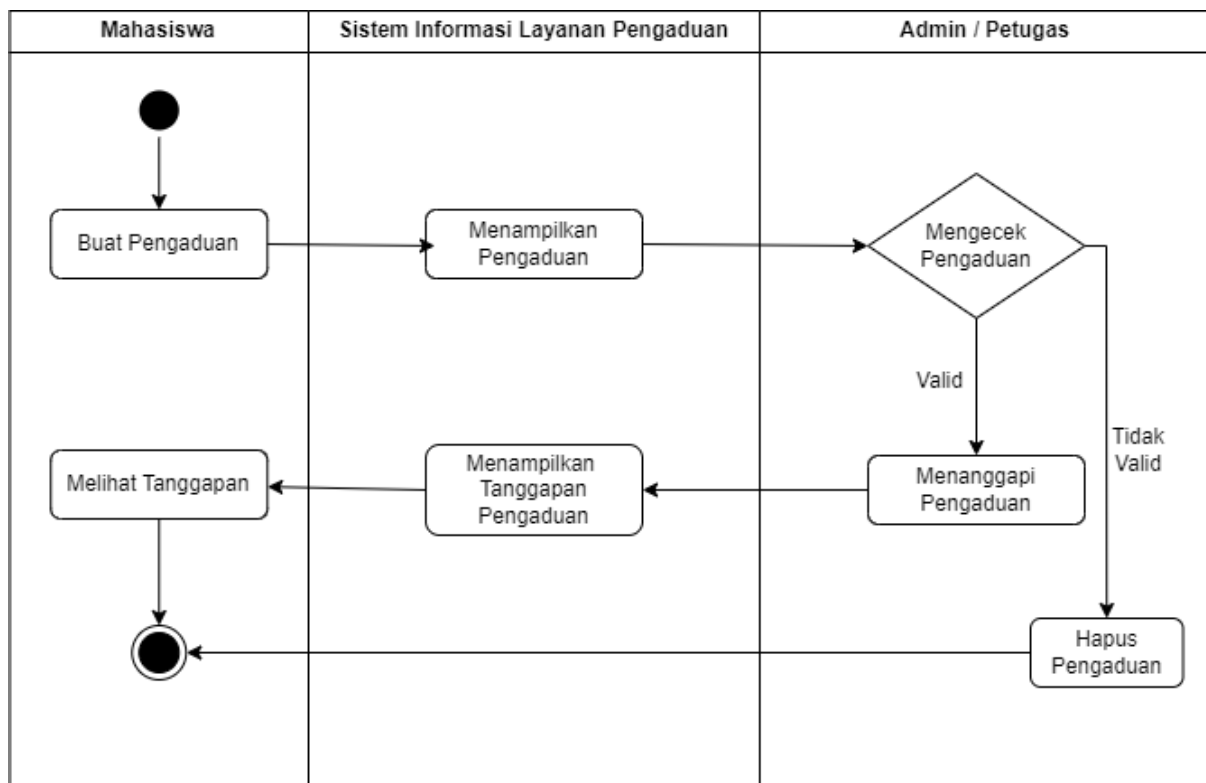 Mahasiswa
Sistem Informasi Layanan Pengaduan
Admin / Petugas
Buat Pengaduan
Menampilkan
Pengaduan
Mengecek
Pengaduan
Valid
Tidak
Valid
Melihat Tanggapan
Menampilkan
Tanggapan
Pengaduan
Menanggapi
Pengaduan
Hapus
Pengaduan